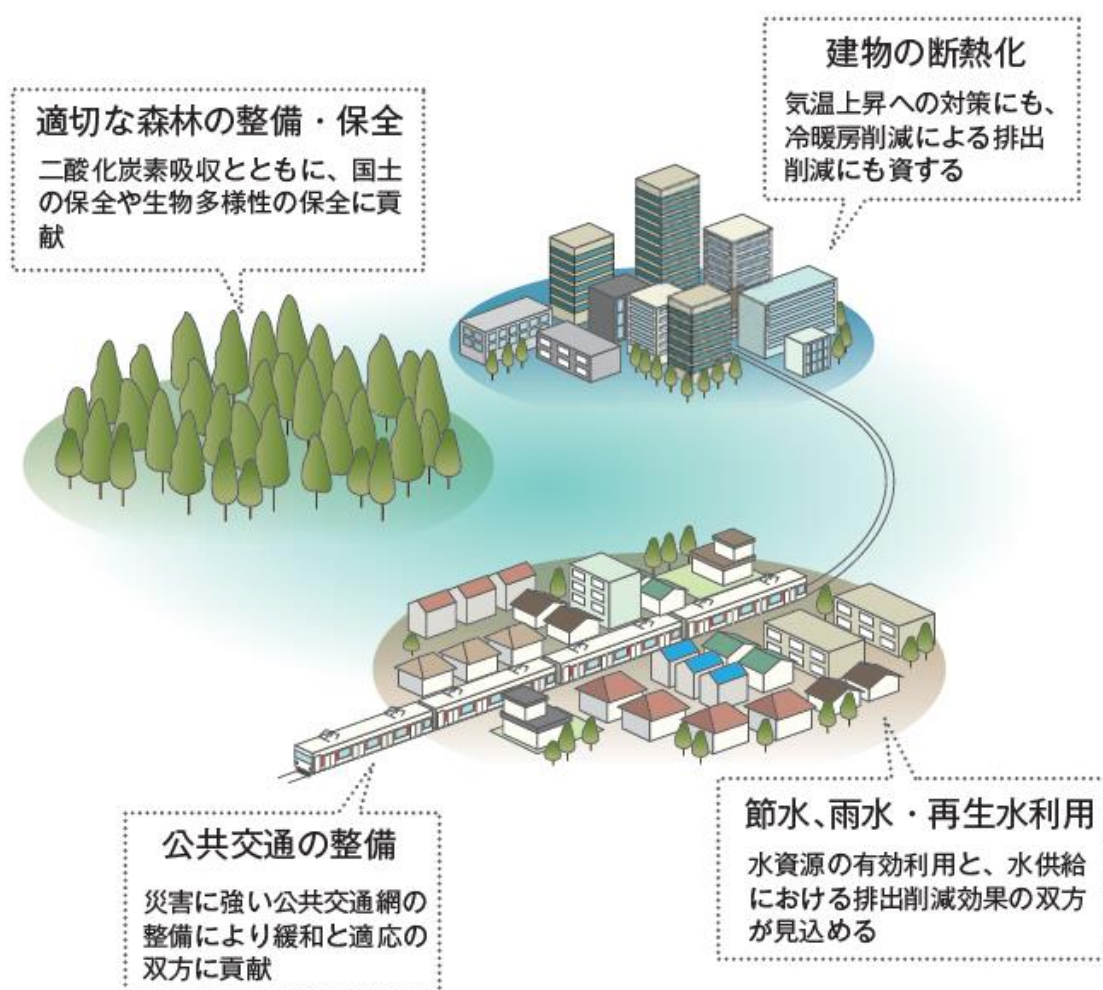 建物の断熱化
気温上昇への対策にも、
冷暖房削減による排出
削減にも資する
適切な森林の整備・保全
二酸化炭素吸収とともに、国土
の保全や生物多様性の保全に貢
献
公共交通の整備
災害に強い公共交通網の
整備により緩和と適応の
双方に貢献
節水、雨水・再生水利用
水資源の有効利用と、水供給
における排出削減効果の双方
が見込める